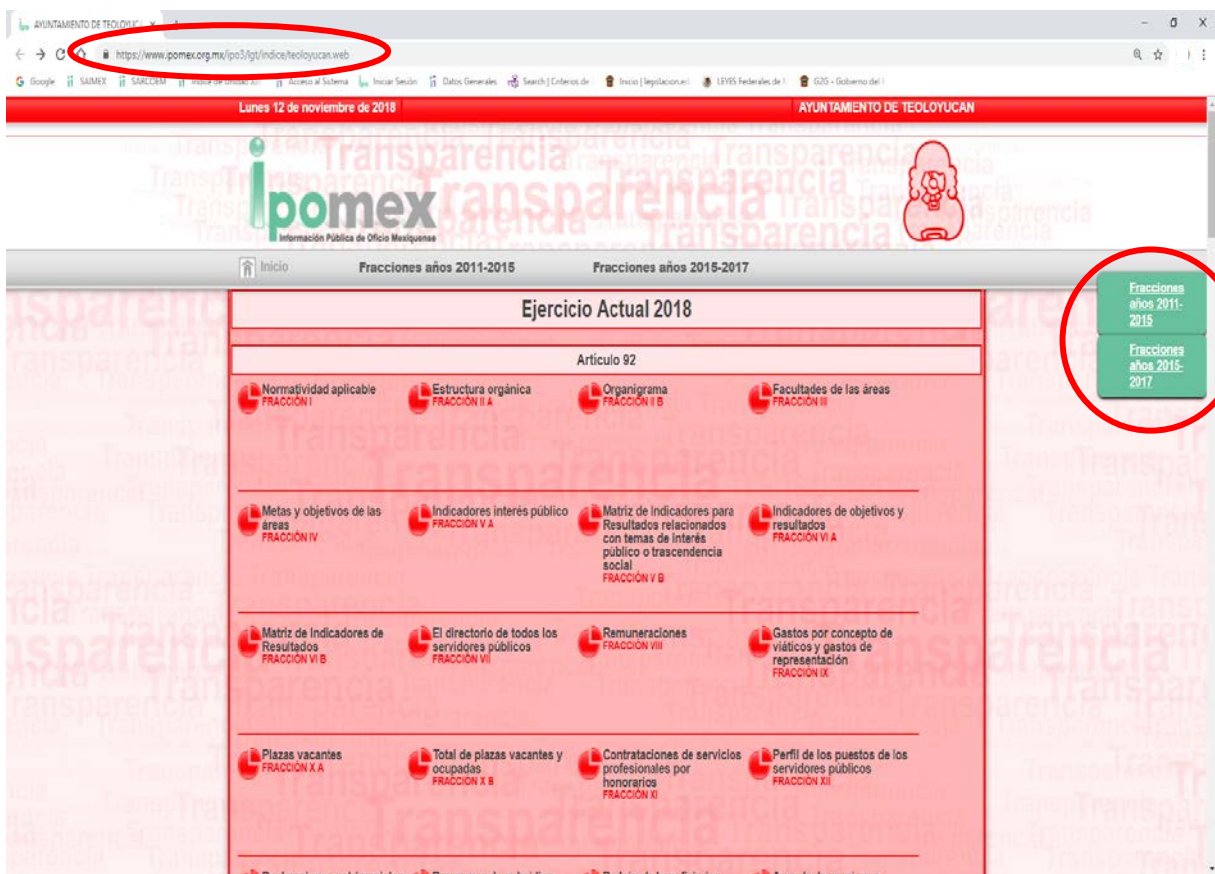 AYUNTAMIENTO DE TEOLOYUCA
https://www.ipomex.org.mx/ipo3/lgt/indice/teoloyucan.web
Google SAIMEX SARCOEM Indice de Unidad Acceso al Sistema Iniciar Sesión Datos Generales Search | Criterios de Inicio | legislacion.ed LEYES Federales de G2G - Gobierno del
Lunes 12 de noviembre de 2018 AYUNTAMIENTO DE TEOLOYUCAN
ipomex
Información Pública de Oficio Mexiquense
Inicio Fracciones años 2011-2015 Fracciones años 2015-2017
Fracciones
años 2011-
2015
Fracciones
años 2015-
2017
Ejercicio Actual 2018
Artículo 92
Normatividad aplicable
FRACCIÓN I
Estructura orgánica
FRACCIÓN II A
Organigrama
FRACCIÓN II B
Facultades de las áreas
FRACCIÓN III
Metas y objetivos de las
áreas
FRACCIÓN IV
Indicadores interés público
FRACCIÓN V A
Matriz de Indicadores para
Resultados relacionados
con temas de interés
público o trascendencia
social
FRACCIÓN V B
Indicadores de objetivos y
resultados
FRACCIÓN VI A
Matriz de Indicadores de
Resultados
FRACCIÓN VI B
El directorio de todos los
servidores públicos
FRACCIÓN VII
Remuneraciones
FRACCIÓN VIII
Gastos por concepto de
viáticos y gastos de
representación
FRACCIÓN IX
Plazas vacantes
FRACCIÓN X A
Total de plazas vacantes y
ocupadas
FRACCIÓN X B
Contrataciones de servicios
profesionales por
honorarios
FRACCIÓN XI
Perfil de los puestos de los
servidores públicos
FRACCIÓN XII